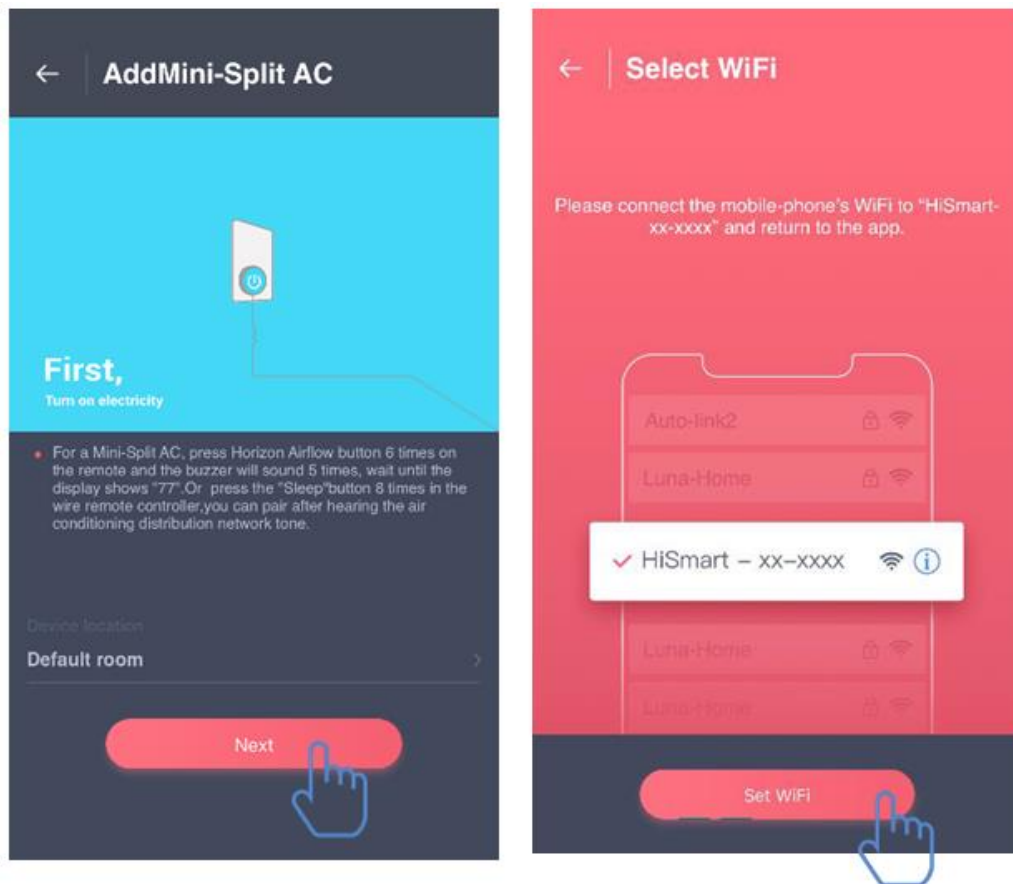 AddMini-Split AC
First,
Turn on electricity
For a Mini-Split AC, press Horizon Airflow button 6 times on
the remote and the buzzer will sound 5 times, wait until the
display shows "77".Or press the "Sleep"button 8 times in the
wire remote controller,you can pair after hearing the air
conditioning distribution network tone.
Device location
Default room
Next
Select WiFi
Please connect the mobile-phone's WiFi to "HiSmart-
xx-xxxx" and return to the app.
Auto-link2
Luna-Home
HiSmart – xx–xxxx
Luna-Home
Luna-Home
Set WiFi